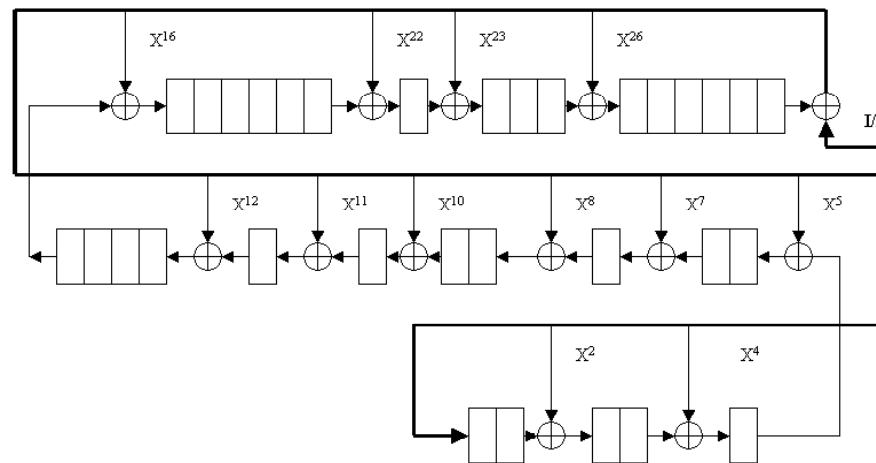 X¹⁶ X²² X²³ X²⁶
I/
X¹² X¹¹ X¹⁰ X⁸ X⁷ X⁵
X² X⁴